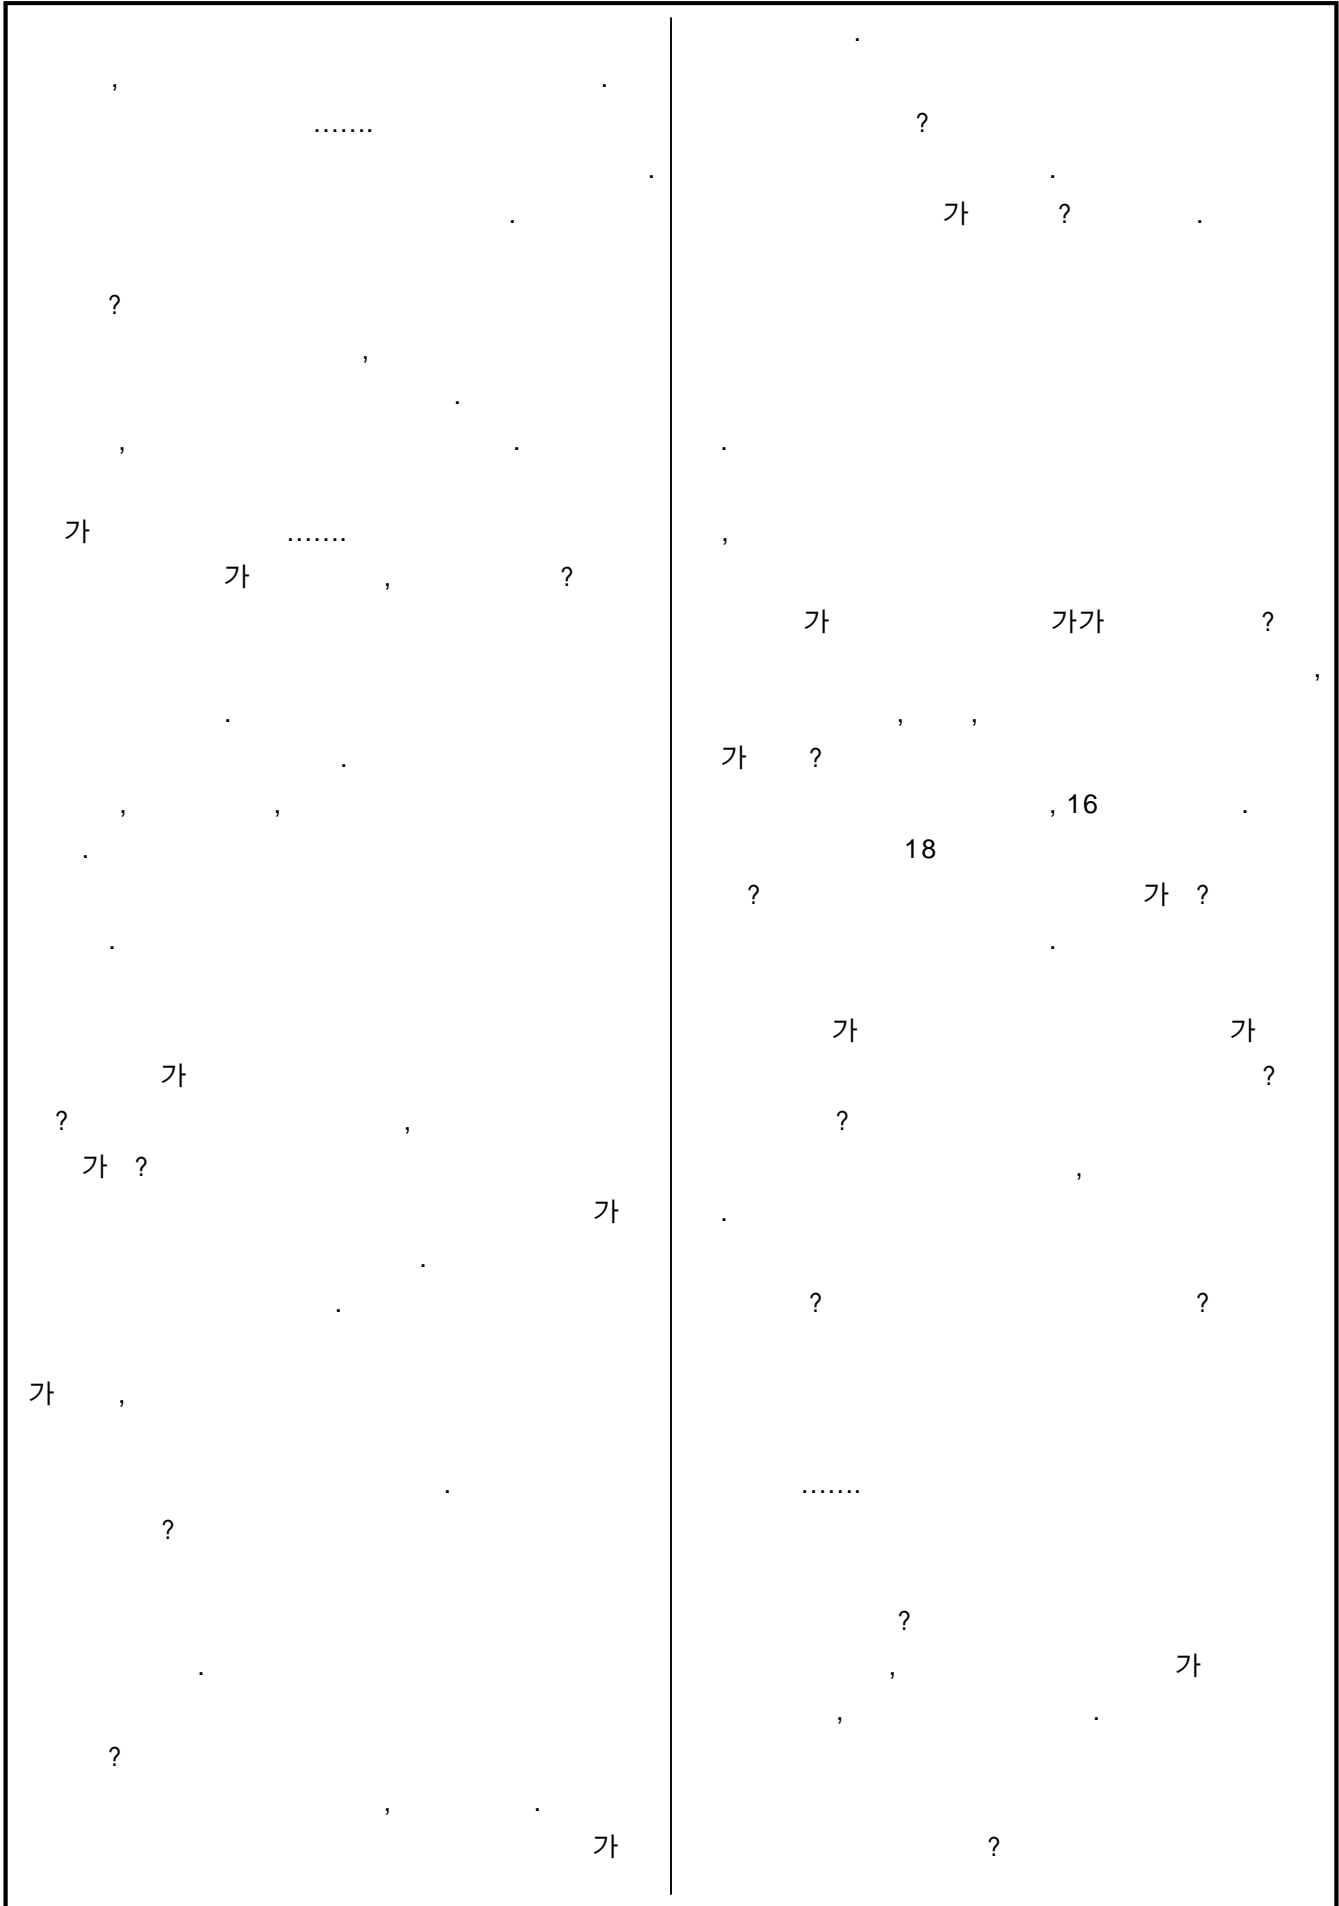 , .
.......
.
.
?
,
.
, .
가 .......
가 , ?
.
.
, ,
.
.
가
? ,
가 ?
가
.
.
가 ,
.
?
.
?
, .
가
.
?
.
가 ? .
.
,
가 가가 ?
,
, ,
가 ?
, 16 .
18
? 가 ?
.
가 가
?
?
,
.
? ?
.......
?
, 가
, .
?